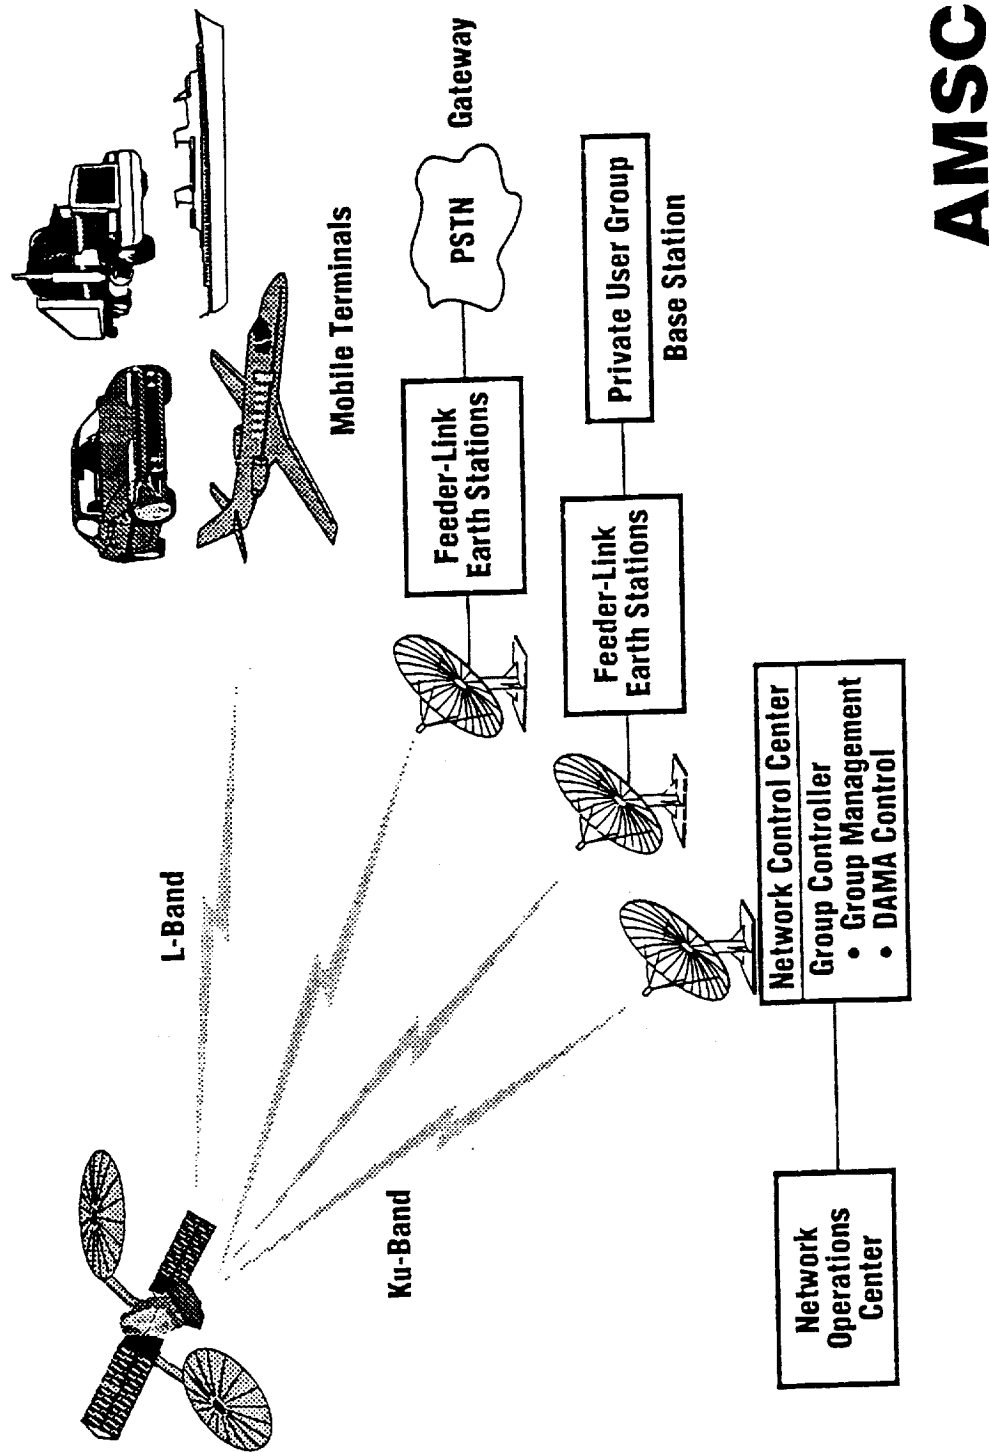 L-Band
Ku-Band
Mobile Terminals
Feeder-Link
Earth Stations
PSTN
Gateway
Feeder-Link
Earth Stations
Private User Group
Base Station
Network Control Center
Group Controller
• Group Management
• DAMA Control
Network
Operations
Center
AMSC